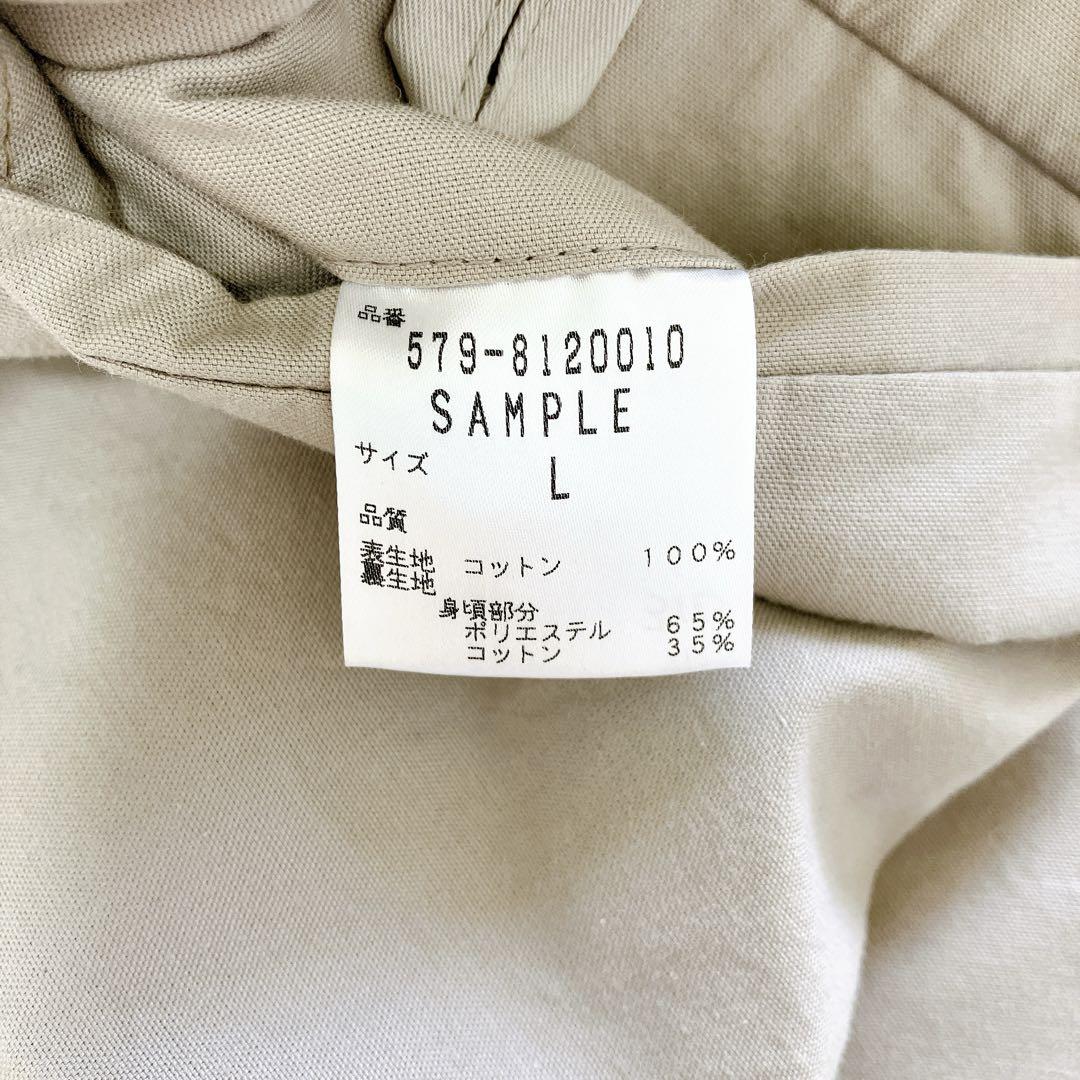 品番
579-8120010
SAMPLE
サイズ
L
品質
表生地 コットン 100%
裏生地
身頃部分
ポリエステル 65%
コットン 35%